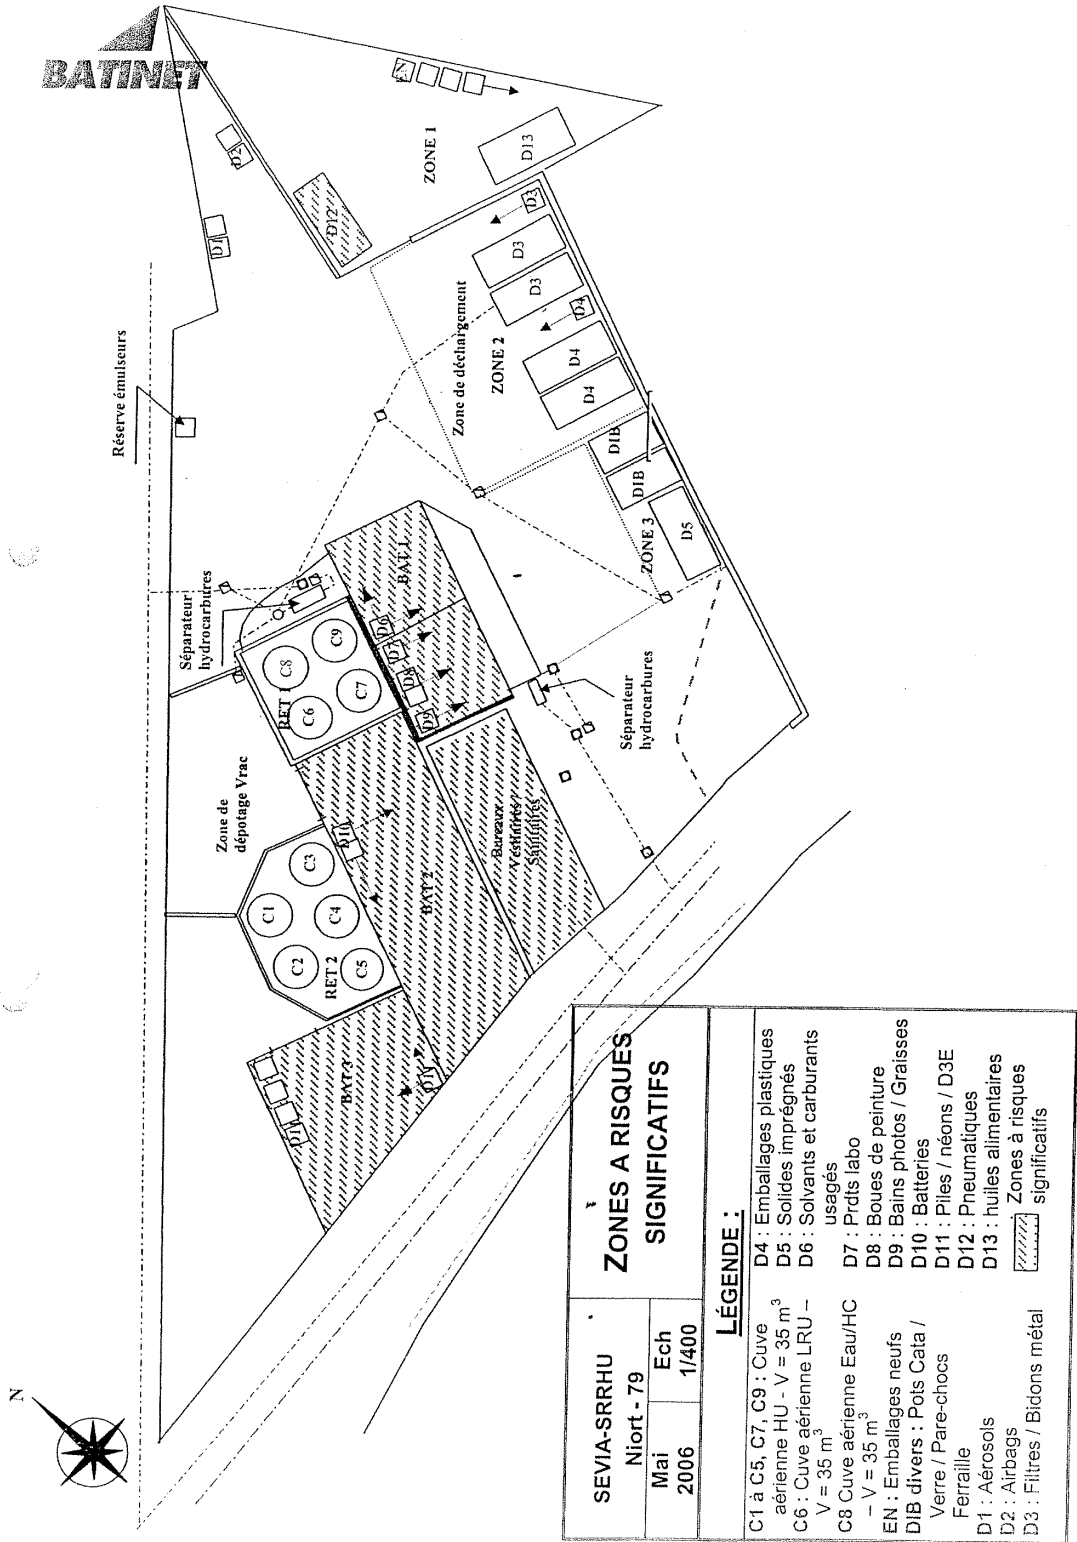 BATINET
N
Réserve émulseurs
D1
D2
D12
ZONE 1
D13
D3
D3
D3
Zone de déchargement
ZONE 2
D4
D4
D4
DIB
DIB
ZONE 3
D5
Séparateur
hydrocarbures
BAT 1
D6
D7
D8
D9
C8
C9
RET 1
C6
C7
Séparateur
hydrocarbures
Zone de
dépotage Vrac
D10
BAT 2
Bureaux
Vestiaires /
Sanitaires
C1
C3
C2
C4
RET 2
C5
BAT 3
D11
SEVIA-SRRHU
Niort - 79
Mai
2006
Ech
1/400
ZONES A RISQUES
SIGNIFICATIFS
LÉGENDE :
C1 à C5, C7, C9 : Cuve
aérienne HU - V = 35 m³
C6 : Cuve aérienne LRU –
V = 35 m³
C8 Cuve aérienne Eau/HC
– V = 35 m³
EN : Emballages neufs
DIB divers : Pots Cata /
Verre / Pare-chocs
Ferraille
D1 : Aérosols
D2 : Airbags
D3 : Filtres / Bidons métal
D4 : Emballages plastiques
D5 : Solides imprégnés
D6 : Solvants et carburants
usagés
D7 : Prdts labo
D8 : Boues de peinture
D9 : Bains photos / Graisses
D10 : Batteries
D11 : Piles / néons / D3E
D12 : Pneumatiques
D13 : huiles alimentaires
Zones à risques
significatifs